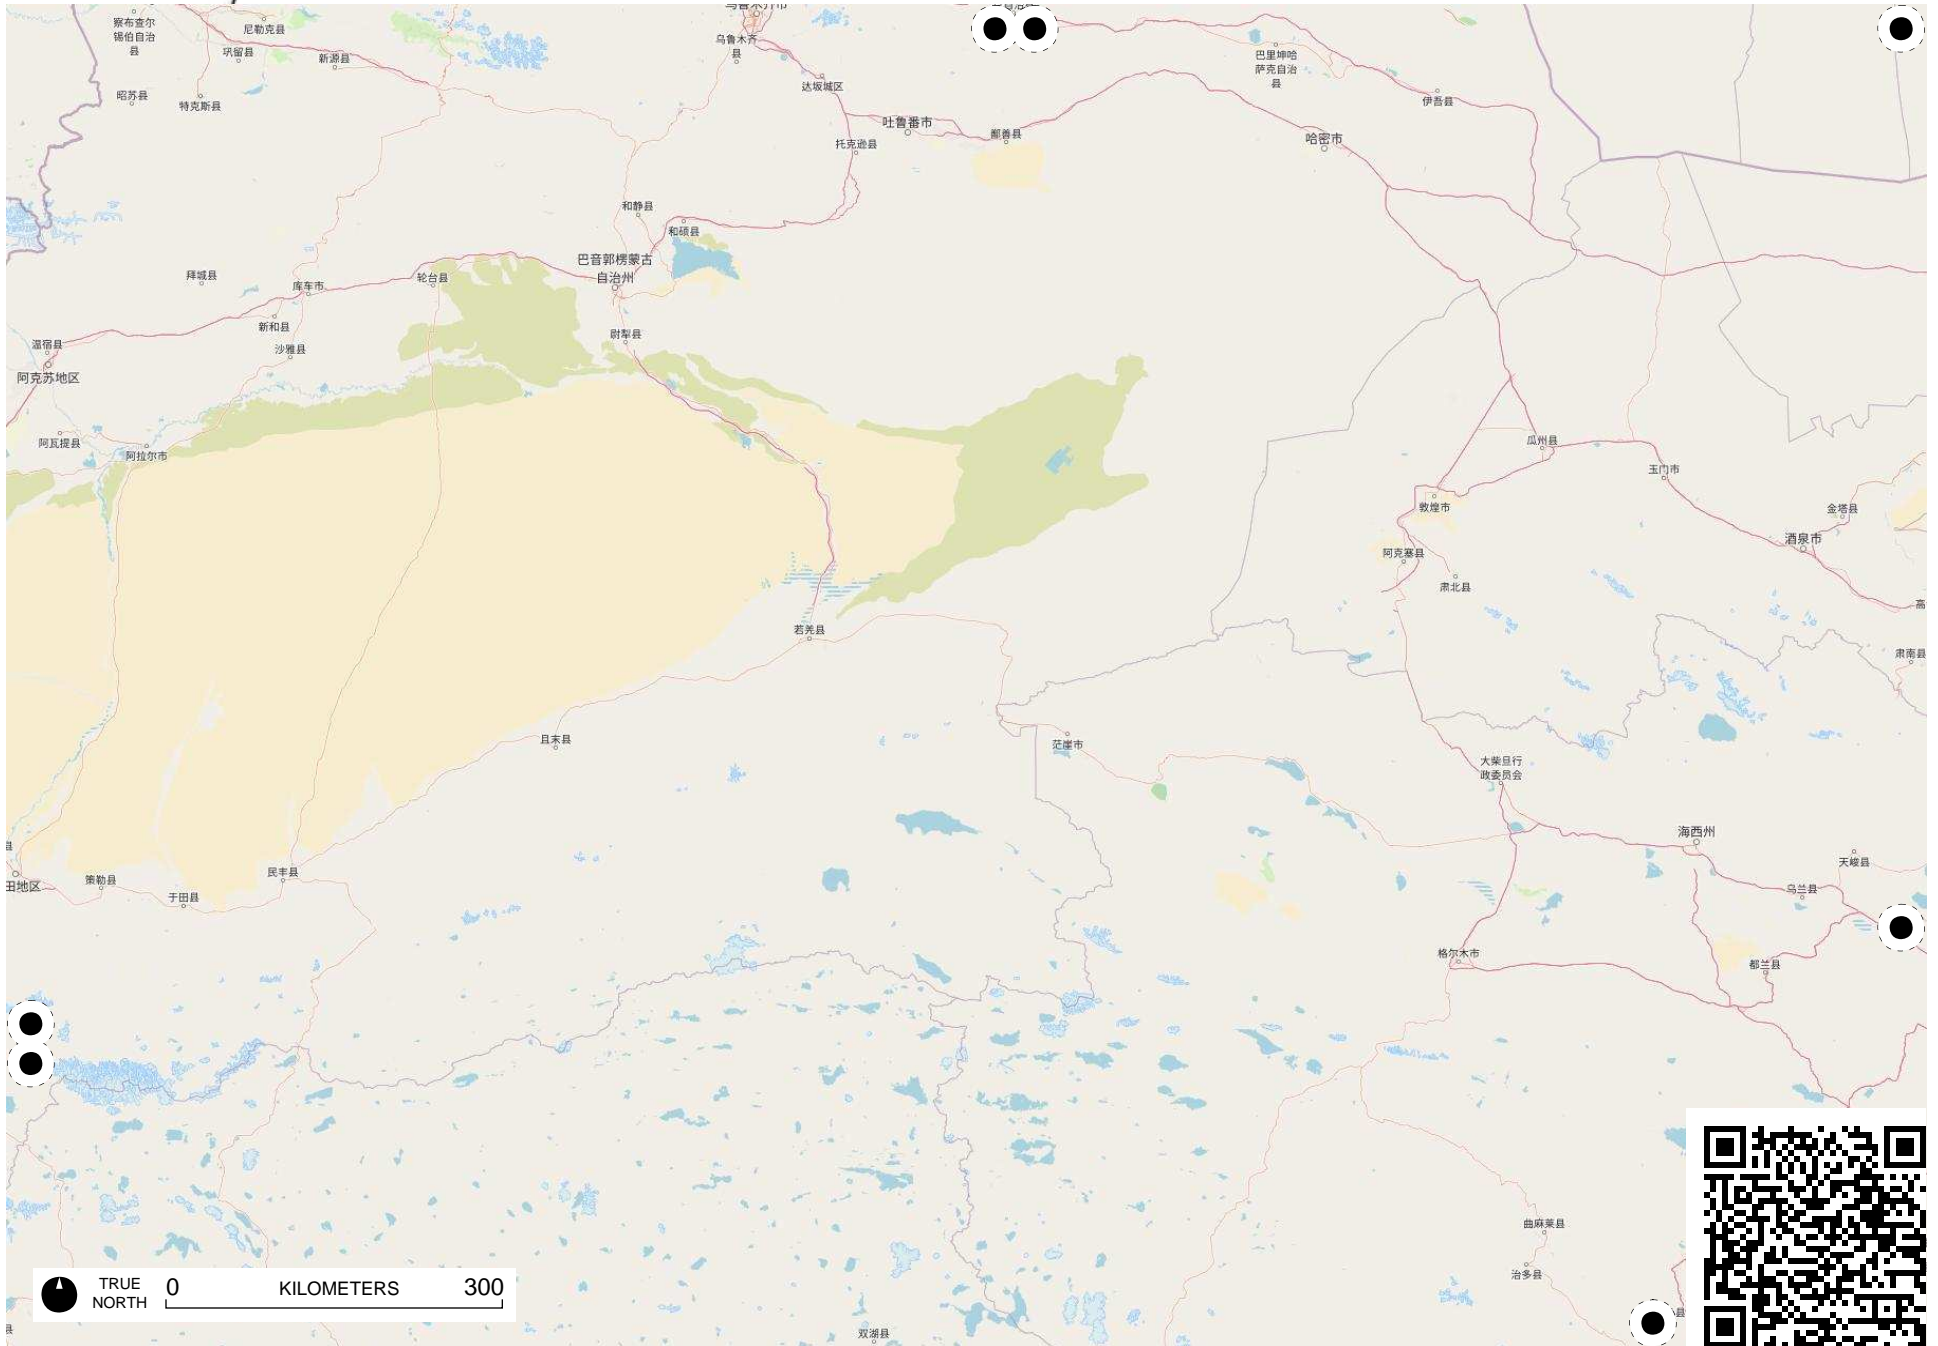 察布查尔
锡伯自治
县
尼勒克县
巩留县
新源县
昭苏县
特克斯县
乌鲁木齐市
乌鲁木齐
县
达坂城区
吐鲁番市
托克逊县
鄯善县
巴里坤哈
萨克自治
县
伊吾县
哈密市
和静县
和硕县
巴音郭楞蒙古
自治州
拜城县
库车市
轮台县
新和县
沙雅县
尉犁县
温宿县
阿克苏地区
阿瓦提县
阿拉尔市
瓜州县
玉门市
敦煌市
金塔县
酒泉市
阿克塞县
肃北县
高
若羌县
肃南县
且末县
茫崖市
大柴旦行
政委员会
海西州
天峻县
乌兰县
县
田地区
策勒县
于田县
民丰县
格尔木市
都兰县
曲麻莱县
治多县
县
双湖县
县
TRUE
NORTH
0 KILOMETERS 300